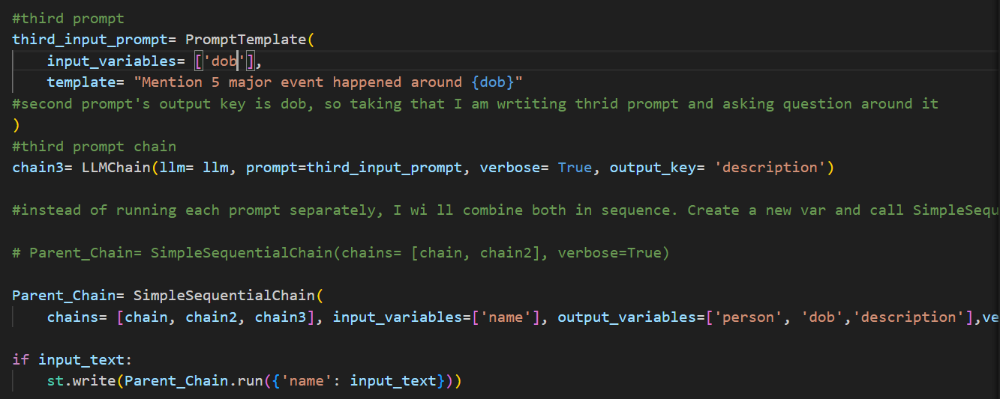 #third prompt
third_input_prompt= PromptTemplate(
input_variables= ['dob'],
template= "Mention 5 major event happened around {dob}"
#second prompt's output key is dob, so taking that I am wrtiting thrid prompt and asking question around it
)
#third prompt chain
chain3= LLMChain(llm= llm, prompt=third_input_prompt, verbose= True, output_key= 'description')
#instead of running each prompt separately, I wi ll combine both in sequence. Create a new var and call SimpleSequ
# Parent_Chain= SimpleSequentialChain(chains= [chain, chain2], verbose=True)
Parent_Chain= SimpleSequentialChain(
chains= [chain, chain2, chain3], input_variables=['name'], output_variables=['person', 'dob','description'],ve
if input_text:
st.write(Parent_Chain.run({'name': input_text}))